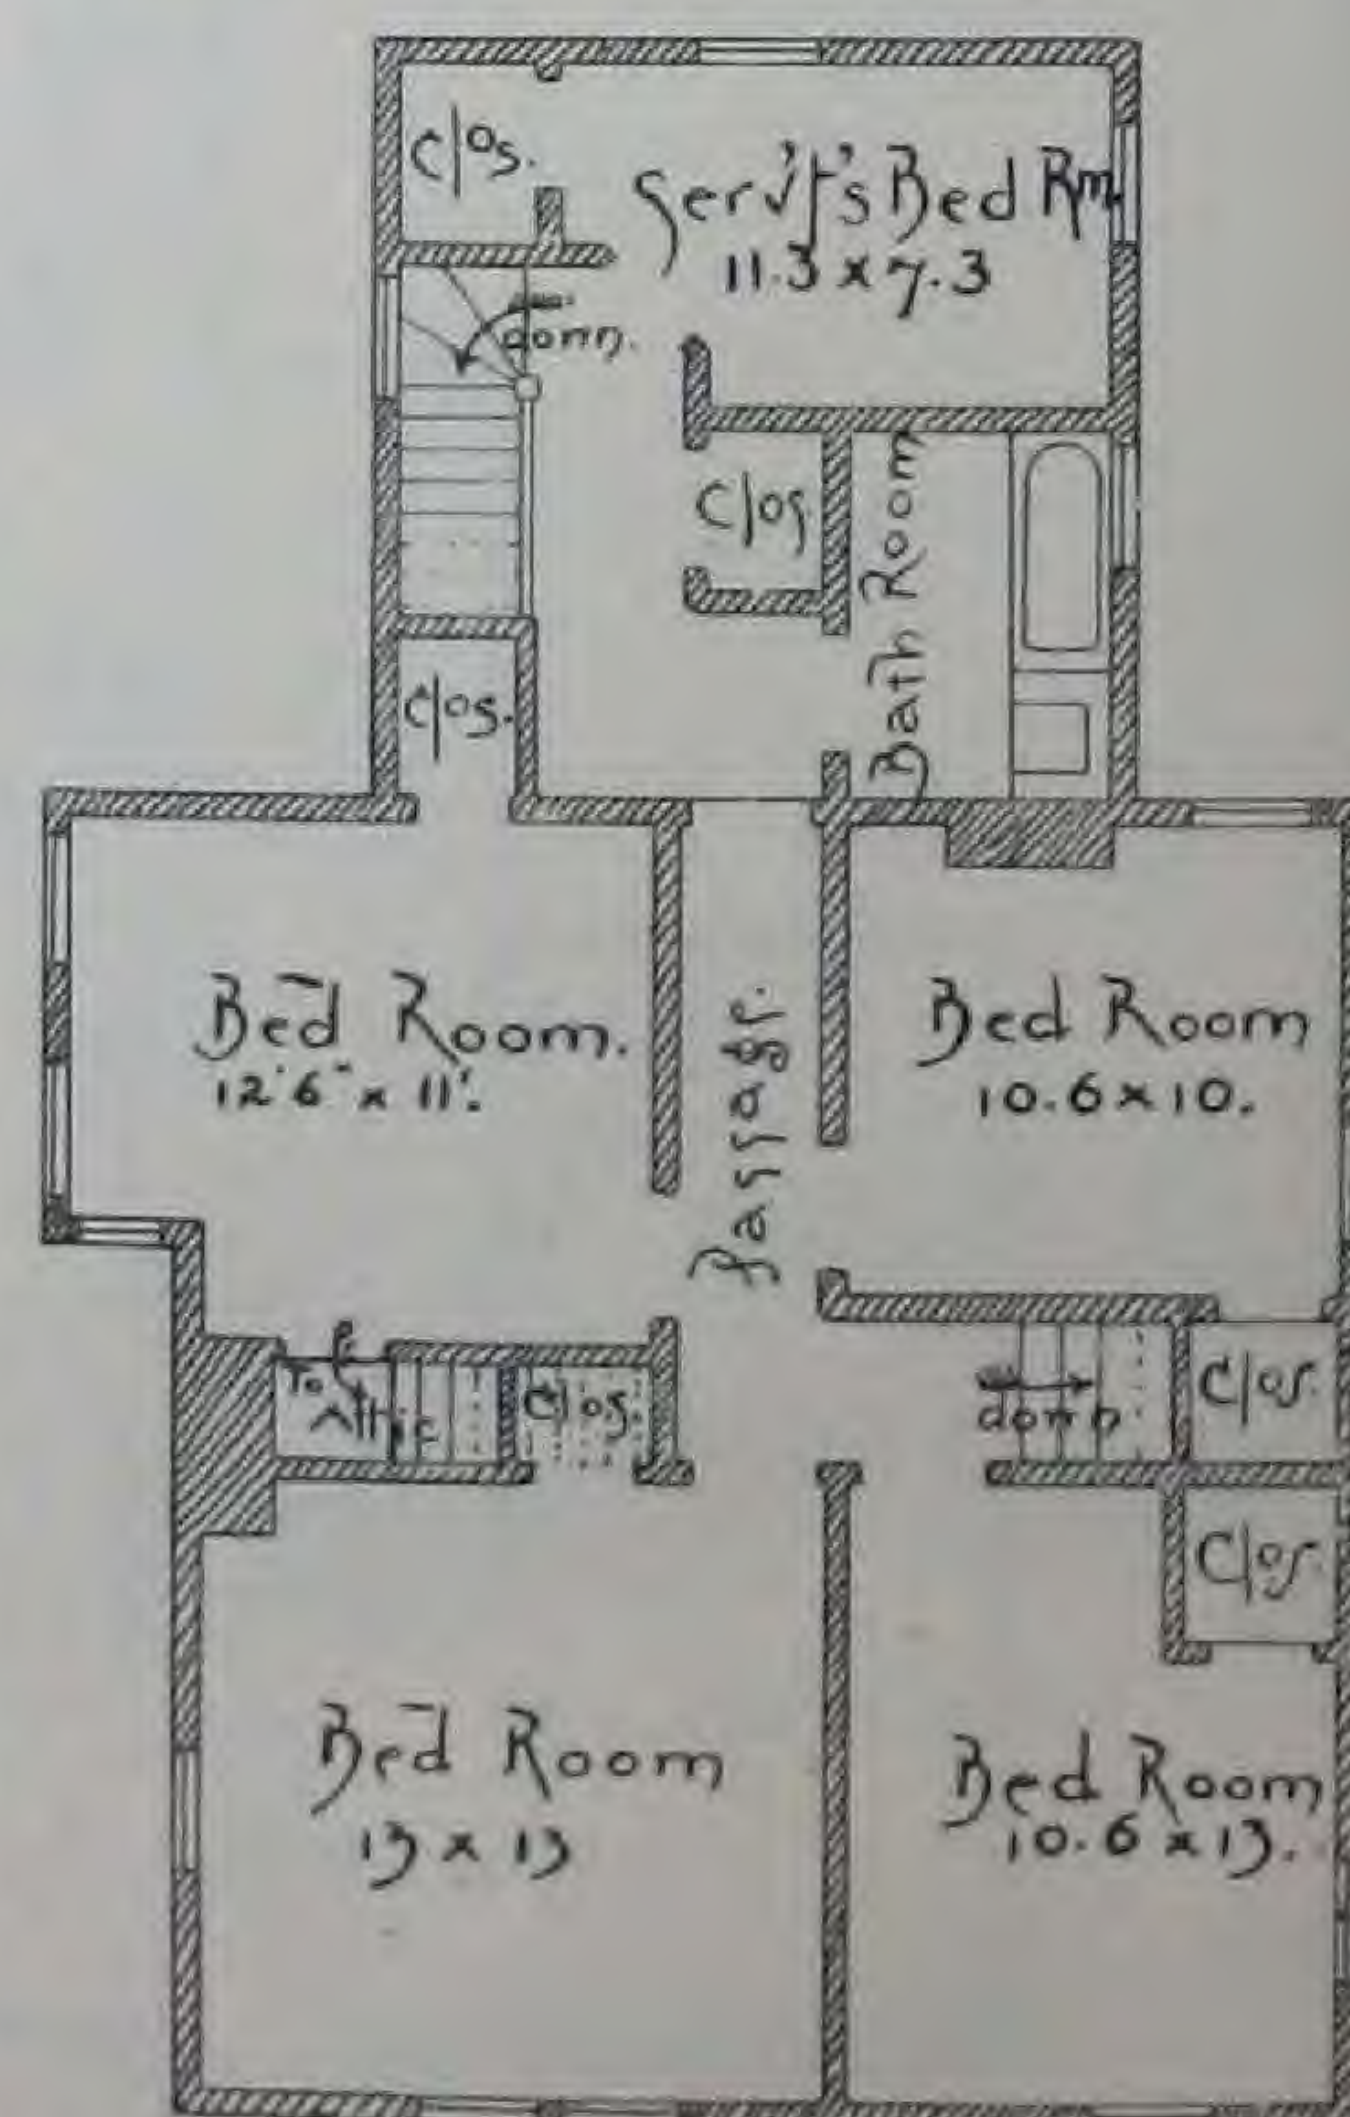 Clos.
Serv't's Bed Rm.
11.3 x 7.3
down.
Clos.
Bath Room
Clos.
Bed Room.
12'6" x 11'.
Passage.
Bed Room
10.6 x 10.
To
Attic
Clos.
down
Clos.
Clos.
Bed Room
13 x 13
Bed Room
10.6 x 13.